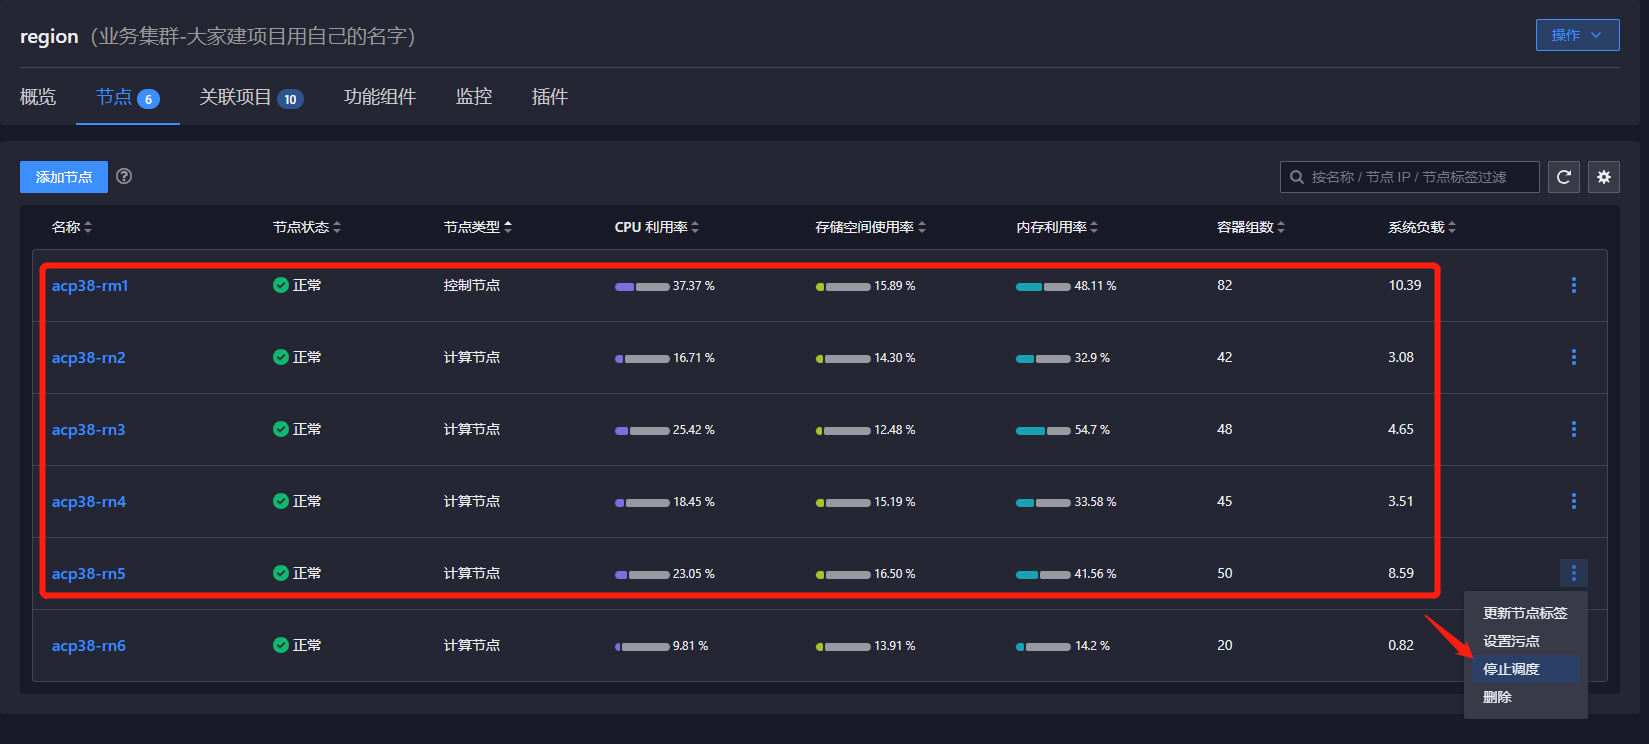 region（业务集群-大家建项目用自己的名字）
操作
概览 节点 6 关联项目 10 功能组件 监控 插件
添加节点
按名称 / 节点 IP / 节点标签过滤
名称 节点状态 节点类型 CPU 利用率 存储空间使用率 内存利用率 容器组数 系统负载
acp38-rm1 正常 控制节点 37.37 % 15.89 % 48.11 % 82 10.39
acp38-rn2 正常 计算节点 16.71 % 14.30 % 32.9 % 42 3.08
acp38-rn3 正常 计算节点 25.42 % 12.48 % 54.7 % 48 4.65
acp38-rn4 正常 计算节点 18.45 % 15.19 % 33.58 % 45 3.51
acp38-rn5 正常 计算节点 23.05 % 16.50 % 41.56 % 50 8.59
acp38-rn6 正常 计算节点 9.81 % 13.91 % 14.2 % 20 0.82
更新节点标签
设置污点
停止调度
删除